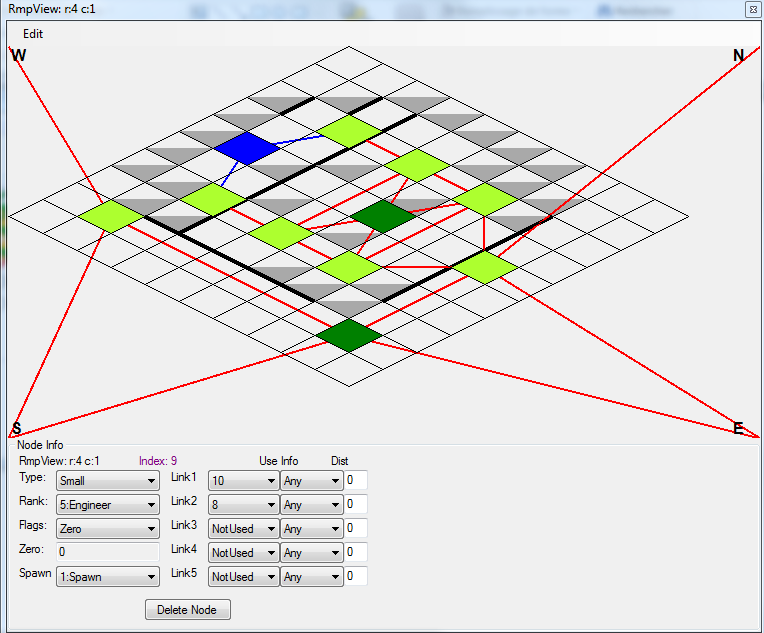 RmpView: r:4 c:1
Edit
W
N
S
E
Node Info
RmpView: r:4 c:1 Index: 9 Use Info Dist
Type: Small Link1 10 Any 0
Rank: 5:Engineer Link2 8 Any 0
Flags: Zero Link3 NotUsed Any 0
Zero: 0 Link4 NotUsed Any 0
Spawn 1:Spawn Link5 NotUsed Any 0
Delete Node